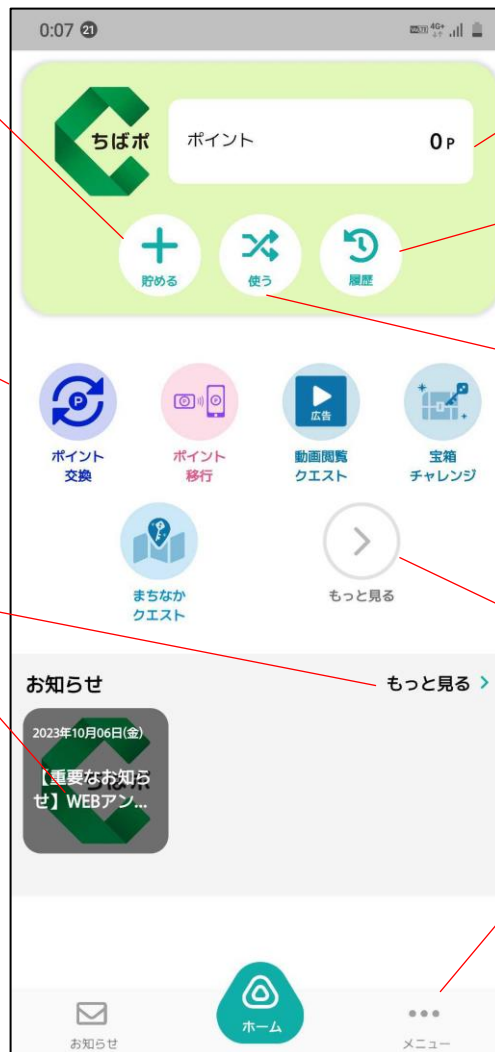 0:07 21
4G+
ちばポ
ポイント
0P
貯める
使う
履歴
P
P
P
広告
ポイント
交換
ポイント
移行
動画閲覧
クエスト
宝箱
チャレンジ
まちなか
クエスト
もっと見る
お知らせ
もっと見る
2023年10月06日(金)
【重要なお知ら
せ】WEBアン...
お知らせ
ホーム
メニュー